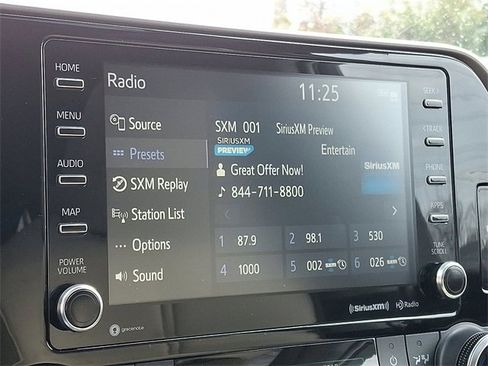 HOME
MENU
AUDIO
MAP
POWER
VOLUME
gracenote
Radio
11:25
Source
Presets
SXM Replay
Station List
Options
Sound
SXM 001 SiriusXM Preview
SIRIUSXM
PREVIEW
Entertain
Great Offer Now!
844-711-8800
SiriusXM
1 87.9
2 98.1
3 530
4 1000
5 002
6 026
SEEK
TRACK
PHONE
APPS
TUNE
SCROLL
SiriusXM
HD Radio